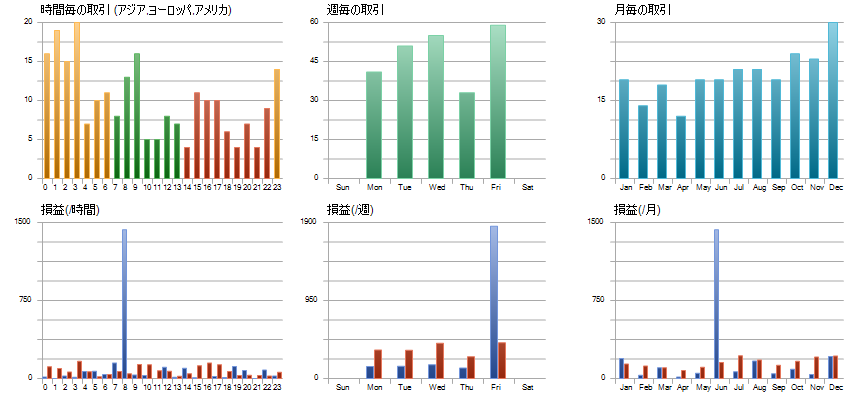 時間毎の取引 (アジア,ヨーロッパ,アメリカ)
20
15
10
5
0
0 1 2 3 4 5 6 7 8 9 10 11 12 13 14 15 16 17 18 19 20 21 22 23
週毎の取引
60
45
30
15
0
Sun Mon Tue Wed Thu Fri Sat
月毎の取引
30
15
0
Jan Feb Mar Apr May Jun Jul Aug Sep Oct Nov Dec
損益(/時間)
1500
750
0
0 1 2 3 4 5 6 7 8 9 10 11 12 13 14 15 16 17 18 19 20 21 22 23
損益(/週)
1900
950
0
Sun Mon Tue Wed Thu Fri Sat
損益(/月)
1500
750
0
Jan Feb Mar Apr May Jun Jul Aug Sep Oct Nov Dec